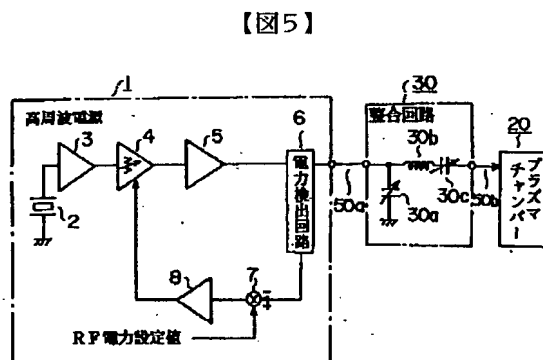 【図5】
1
高周波電源
3
4
5
6
2
電力検出回路
8
7
RF電力設定値
50a
30
整合回路
30b
30c
30a
50b
20
プラズマチャンバー